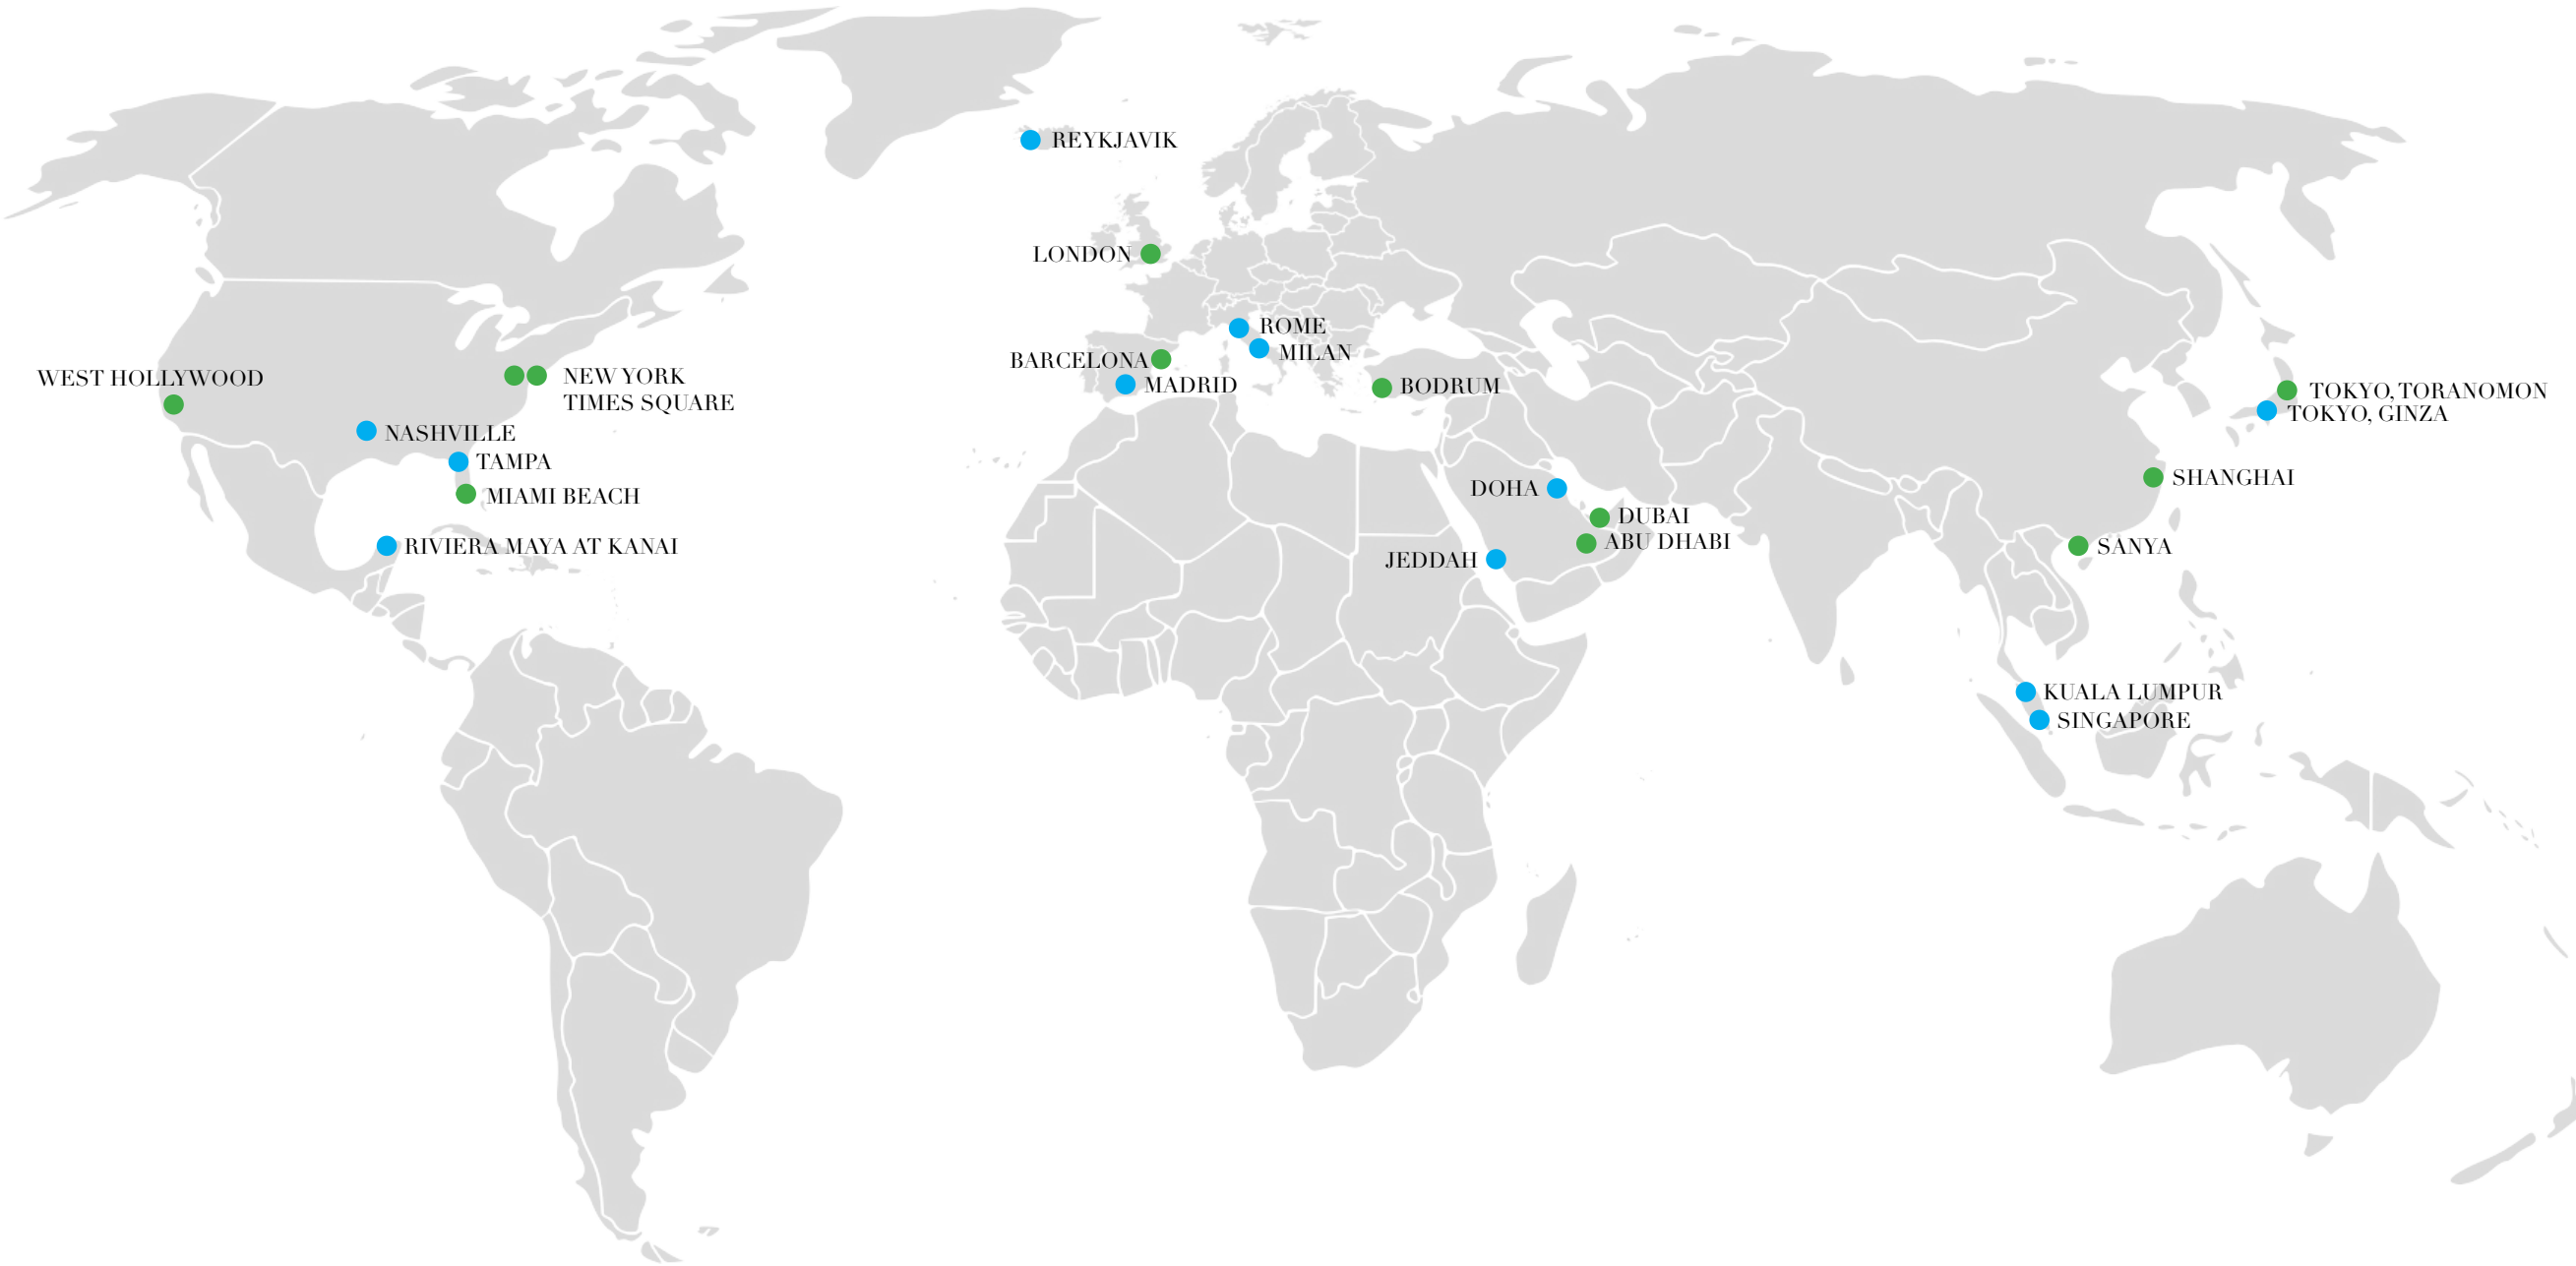 REYKJAVIK
LONDON
ROME
MILAN
BARCELONA
MADRID
BODRUM
WEST HOLLYWOOD
NEW YORK
TIMES SQUARE
NASHVILLE
TAMPA
MIAMI BEACH
RIVIERA MAYA AT KANAI
DOHA
DUBAI
ABU DHABI
JEDDAH
TOKYO, TORANOMON
TOKYO, GINZA
SHANGHAI
SANYA
KUALA LUMPUR
SINGAPORE